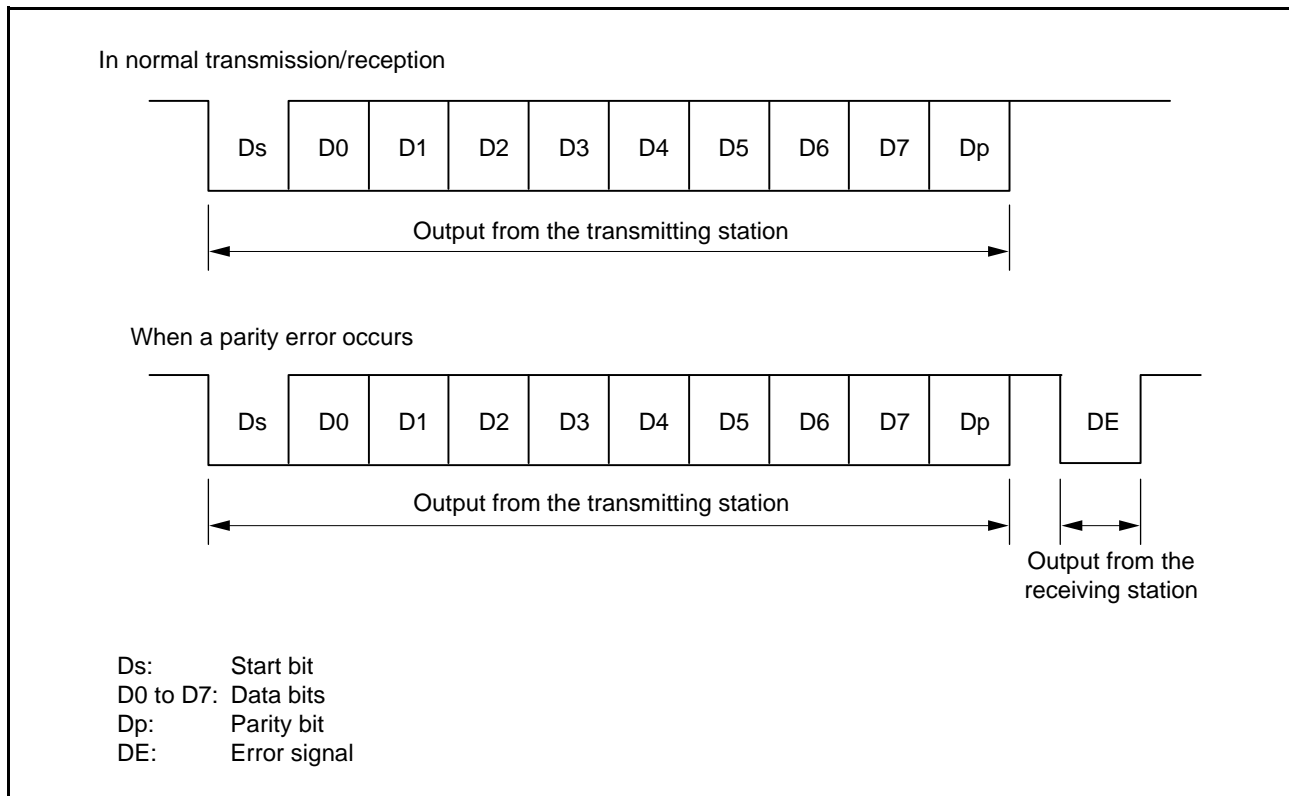 In normal transmission/reception
Ds D0 D1 D2 D3 D4 D5 D6 D7 Dp
Output from the transmitting station
When a parity error occurs
Ds D0 D1 D2 D3 D4 D5 D6 D7 Dp DE
Output from the transmitting station
Output from the
receiving station
Ds: Start bit
D0 to D7: Data bits
Dp: Parity bit
DE: Error signal